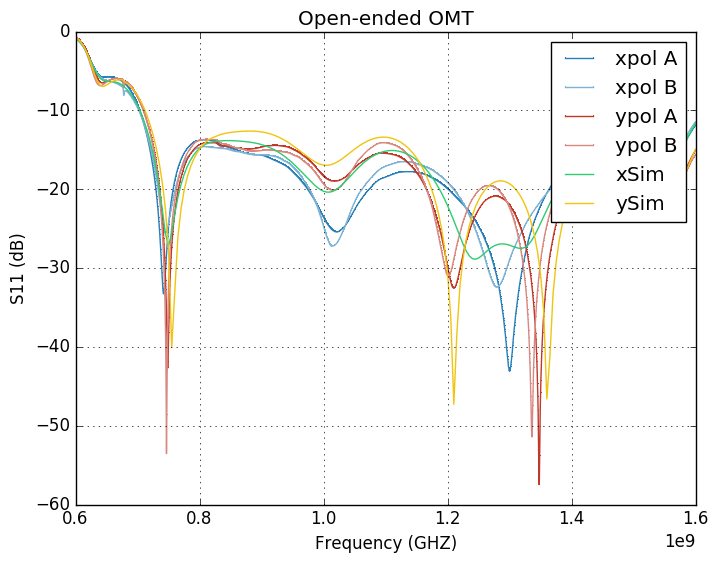 Open-ended OMT
0
−10
−20
−30
−40
−50
−60
S11 (dB)
xpol A
xpol B
ypol A
ypol B
xSim
ySim
0.6 0.8 1.0 1.2 1.4 1.6
1e9
Frequency (GHZ)